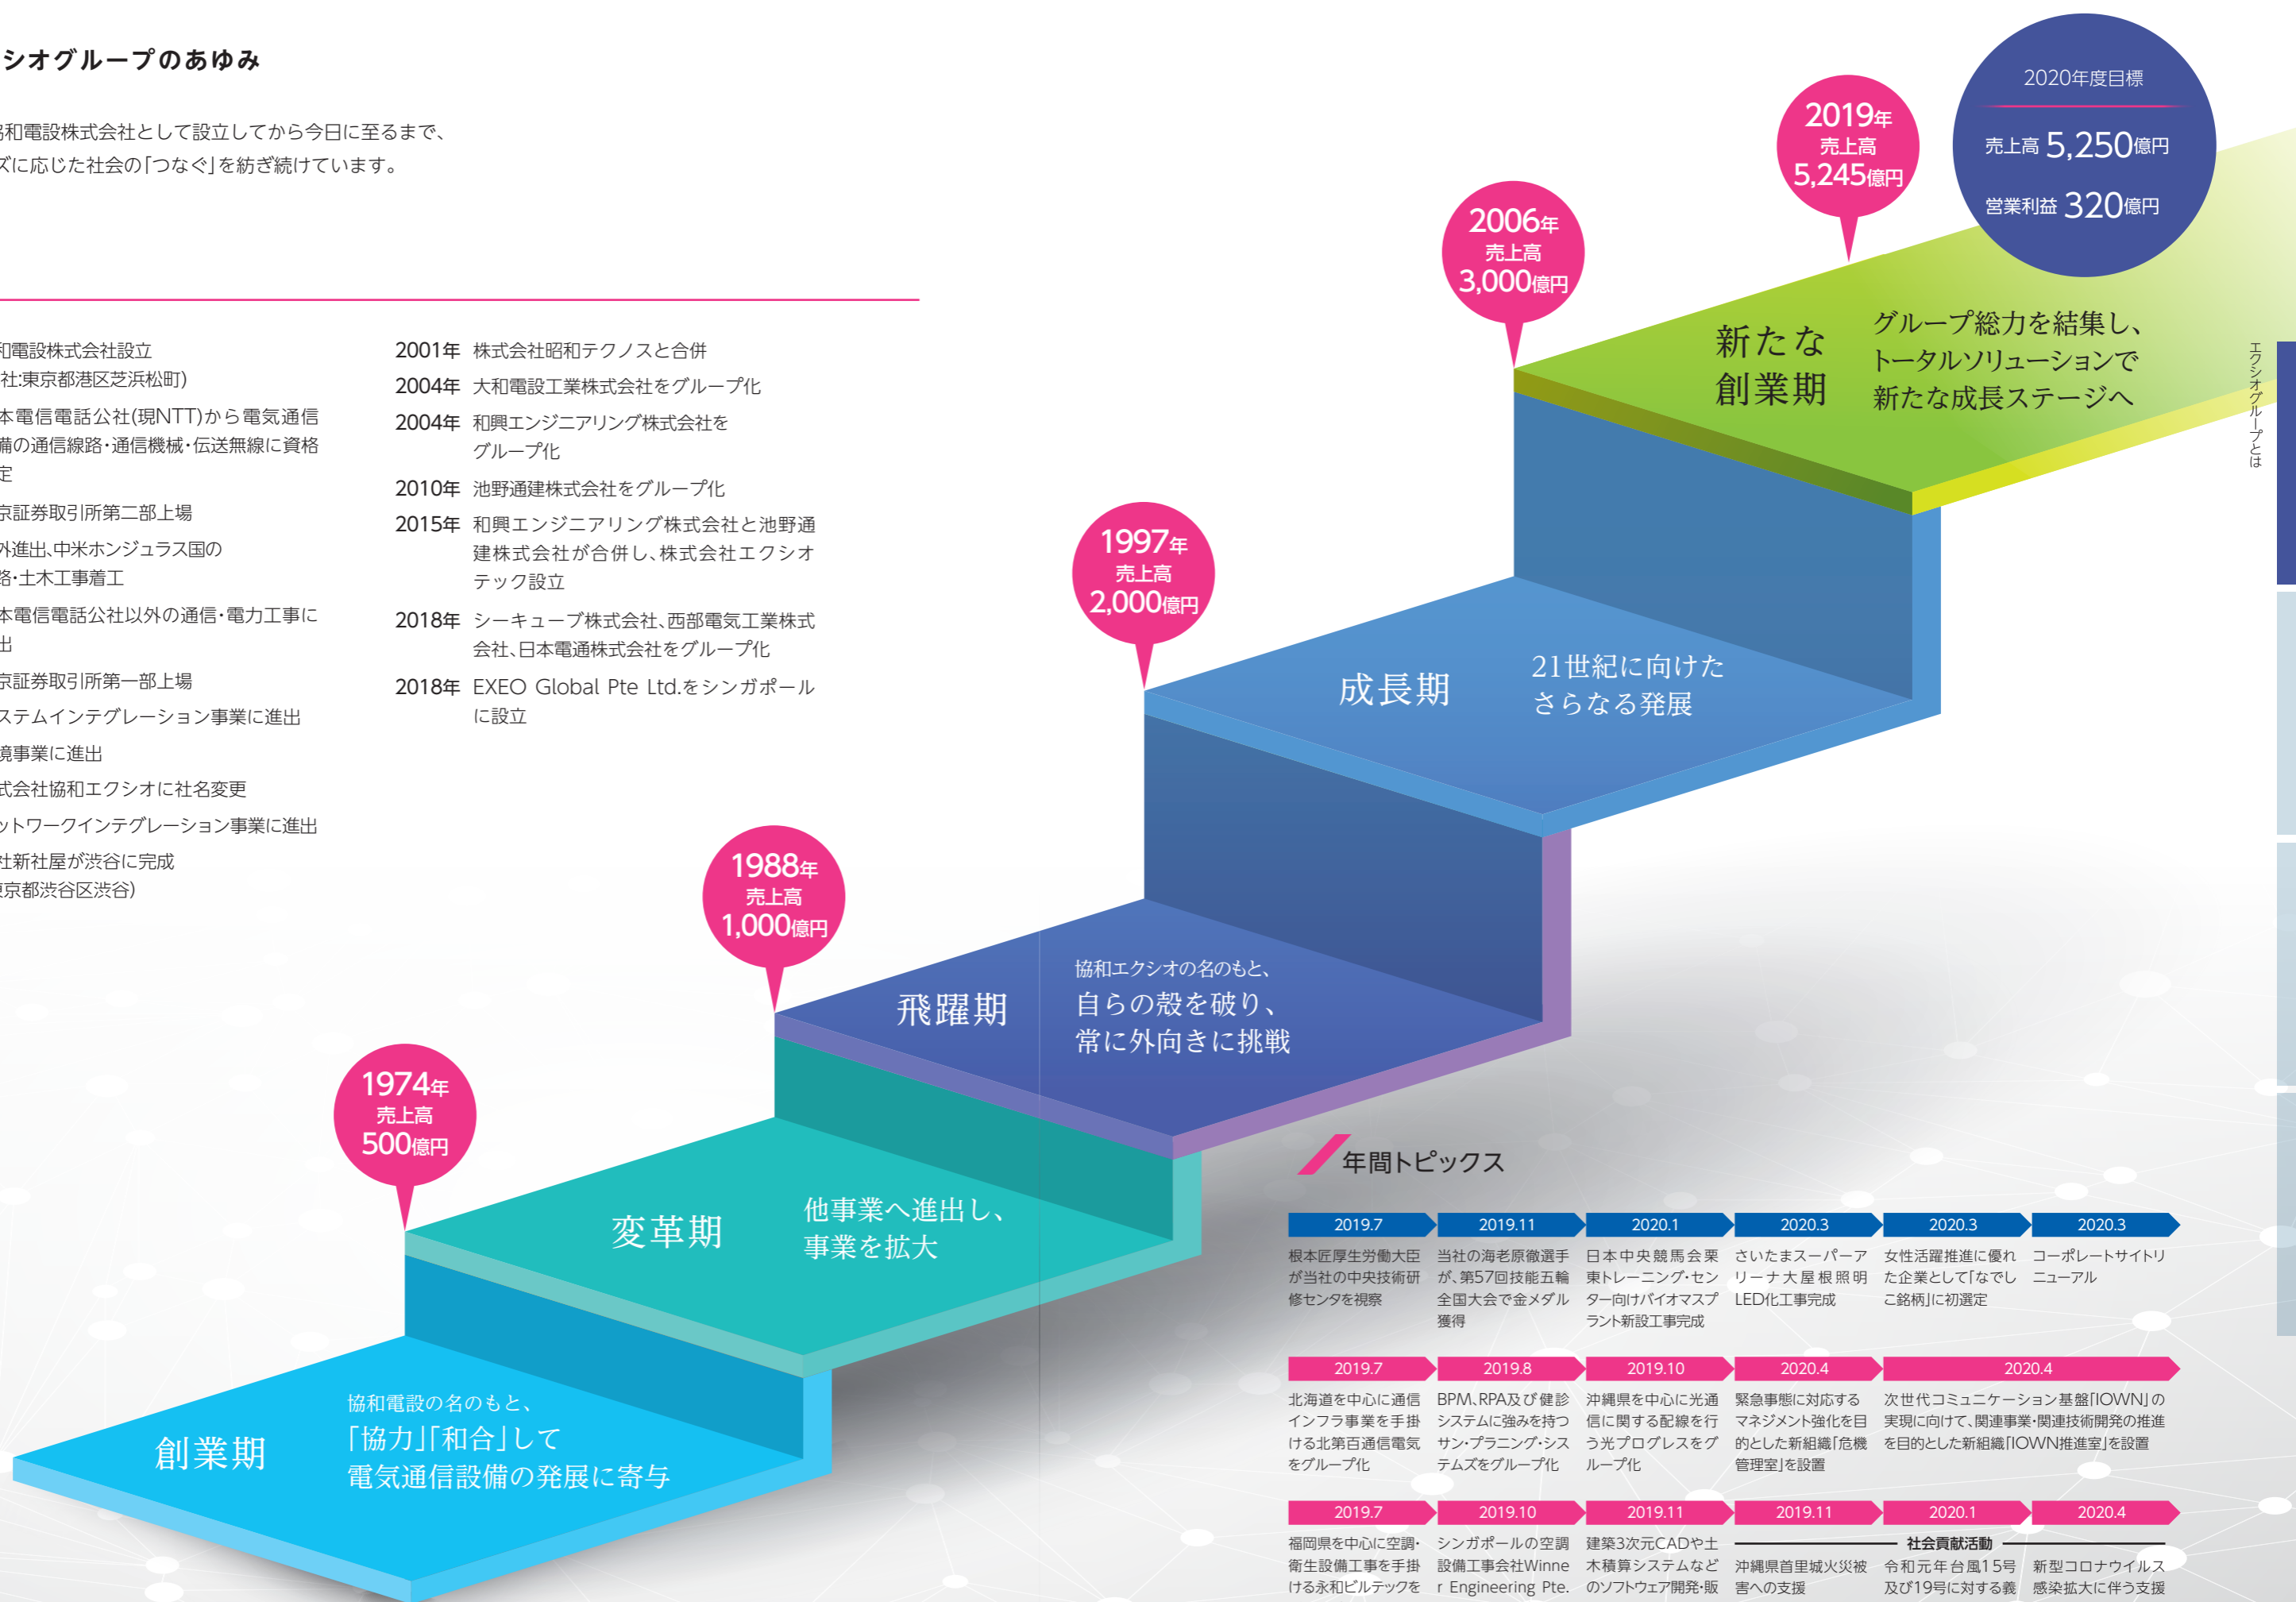 シオグループのあゆみ
協和電設株式会社として設立してから今日に至るまで、
ズに応じた社会の「つなぐ」を紡ぎ続けています。
和電設株式会社設立
社:東京都港区芝浜松町)
本電信電話公社(現NTT)から電気通信
備の通信線路・通信機械・伝送無線に資格
定
京証券取引所第二部上場
外進出、中米ホンジュラス国の
路・土木工事着工
本電信電話公社以外の通信・電力工事に
出
京証券取引所第一部上場
ステムインテグレーション事業に進出
境事業に進出
式会社協和エクシオに社名変更
ットワークインテグレーション事業に進出
社新社屋が渋谷に完成
東京都渋谷区渋谷)
2001年 株式会社昭和テクノスと合併
2004年 大和電設工業株式会社をグループ化
2004年 和興エンジニアリング株式会社を
グループ化
2010年 池野通建株式会社をグループ化
2015年 和興エンジニアリング株式会社と池野通
建株式会社が合併し、株式会社エクシオ
テック設立
2018年 シーキューブ株式会社、西部電気工業株式
会社、日本電通株式会社をグループ化
2018年 EXEO Global Pte Ltd.をシンガポール
に設立
1974年
売上高
500億円
1988年
売上高
1,000億円
1997年
売上高
2,000億円
2006年
売上高
3,000億円
2019年
売上高
5,245億円
2020年度目標
売上高 5,250億円
営業利益 320億円
新たな
創業期
グループ総力を結集し、
トータルソリューションで
新たな成長ステージへ
成長期
21世紀に向けた
さらなる発展
飛躍期
協和エクシオの名のもと、
自らの殻を破り、
常に外向きに挑戦
変革期
他事業へ進出し、
事業を拡大
創業期
協和電設の名のもと、
「協力」「和合」して
電気通信設備の発展に寄与
エクシオグループとは
年間トピックス
2019.7
根本匠厚生労働大臣
が当社の中央技術研
修センタを視察
2019.11
当社の海老原徹選手
が、第57回技能五輪
全国大会で金メダル
獲得
2020.1
日本中央競馬会栗
東トレーニング・セン
ター向けバイオマスプ
ラント新設工事完成
2020.3
さいたまスーパーア
リーナ大屋根照明
LED化工事完成
2020.3
女性活躍推進に優れ
た企業として「なでし
こ銘柄」に初選定
2020.3
コーポレートサイトリ
ニューアル
2019.7
北海道を中心に通信
インフラ事業を手掛
ける北第百通信電気
をグループ化
2019.8
BPM、RPA及び健診
システムに強みを持つ
サン・プラニング・シス
テムズをグループ化
2019.10
沖縄県を中心に光通
信に関する配線を行
う光プログレスをグ
ループ化
2020.4
緊急事態に対応する
マネジメント強化を目
的とした新組織「危機
管理室」を設置
2020.4
次世代コミュニケーション基盤「IOWN」の
実現に向けて、関連事業・関連技術開発の推進
を目的とした新組織「IOWN推進室」を設置
2019.7
福岡県を中心に空調・
衛生設備工事を手掛
ける永和ビルテックを
2019.10
シンガポールの空調
設備工事会社Winne
r Engineering Pte.
2019.11
建築3次元CADや土
木積算システムなど
のソフトウェア開発・販
社会貢献活動
2019.11
沖縄県首里城火災被
害への支援
2020.1
令和元年台風15号
及び19号に対する義
2020.4
新型コロナウイルス
感染拡大に伴う支援